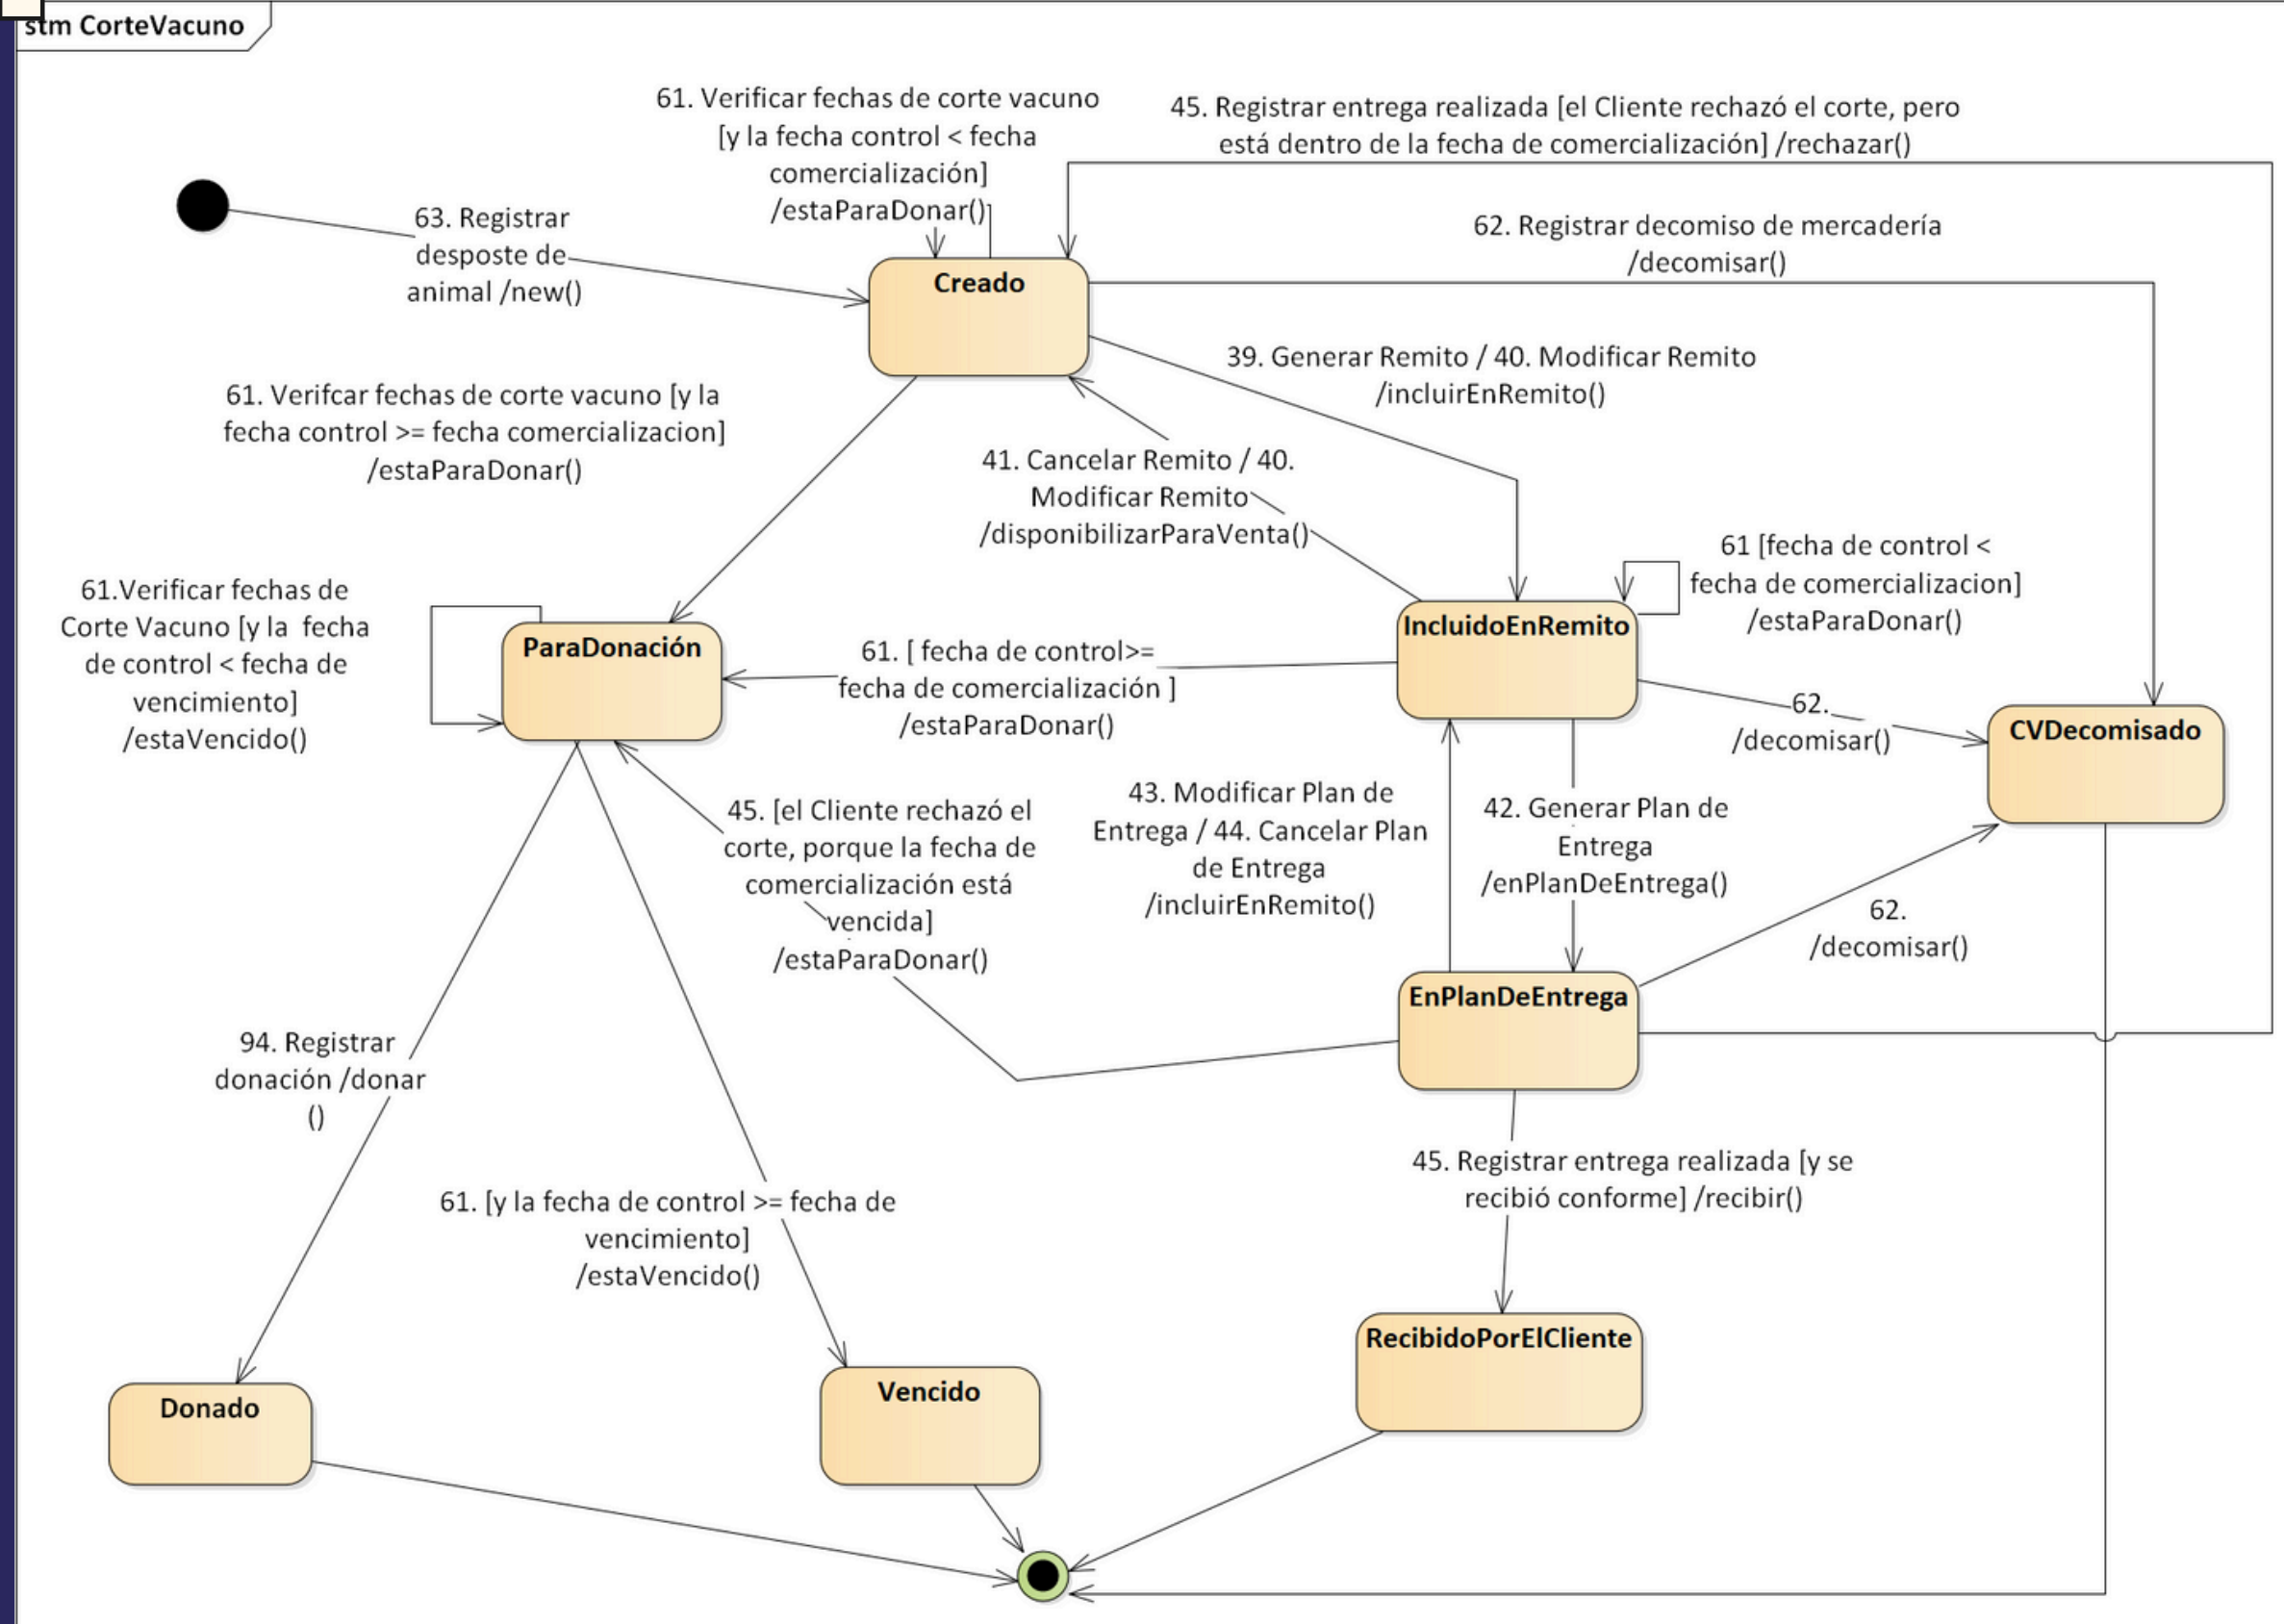 stm CorteVacuno
61. Verificar fechas de corte vacuno
[y la fecha control < fecha
comercialización]
/estaParaDonar()
45. Registrar entrega realizada [el Cliente rechazó el corte, pero
está dentro de la fecha de comercialización] /rechazar()
63. Registrar
desposte de
animal /new()
62. Registrar decomiso de mercadería
/decomisar()
Creado
39. Generar Remito / 40. Modificar Remito
/incluirEnRemito()
61. Verifcar fechas de corte vacuno [y la
fecha control >= fecha comercializacion]
/estaParaDonar()
41. Cancelar Remito / 40.
Modificar Remito
/disponibilizarParaVenta()
61 [fecha de control <
fecha de comercializacion]
/estaParaDonar()
61.Verificar fechas de
Corte Vacuno [y la  fecha
de control < fecha de
vencimiento]
/estaVencido()
ParaDonación
61. [ fecha de control>=
fecha de comercialización ]
/estaParaDonar()
IncluidoEnRemito
62.
/decomisar()
CVDecomisado
45. [el Cliente rechazó el
corte, porque la fecha de
comercialización está
vencida]
/estaParaDonar()
43. Modificar Plan de
Entrega / 44. Cancelar Plan
de Entrega
/incluirEnRemito()
42. Generar Plan de
Entrega
/enPlanDeEntrega()
62.
/decomisar()
EnPlanDeEntrega
94. Registrar
donación /donar
()
61. [y la fecha de control >= fecha de
vencimiento]
/estaVencido()
45. Registrar entrega realizada [y se
recibió conforme] /recibir()
RecibidoPorElCliente
Vencido
Donado